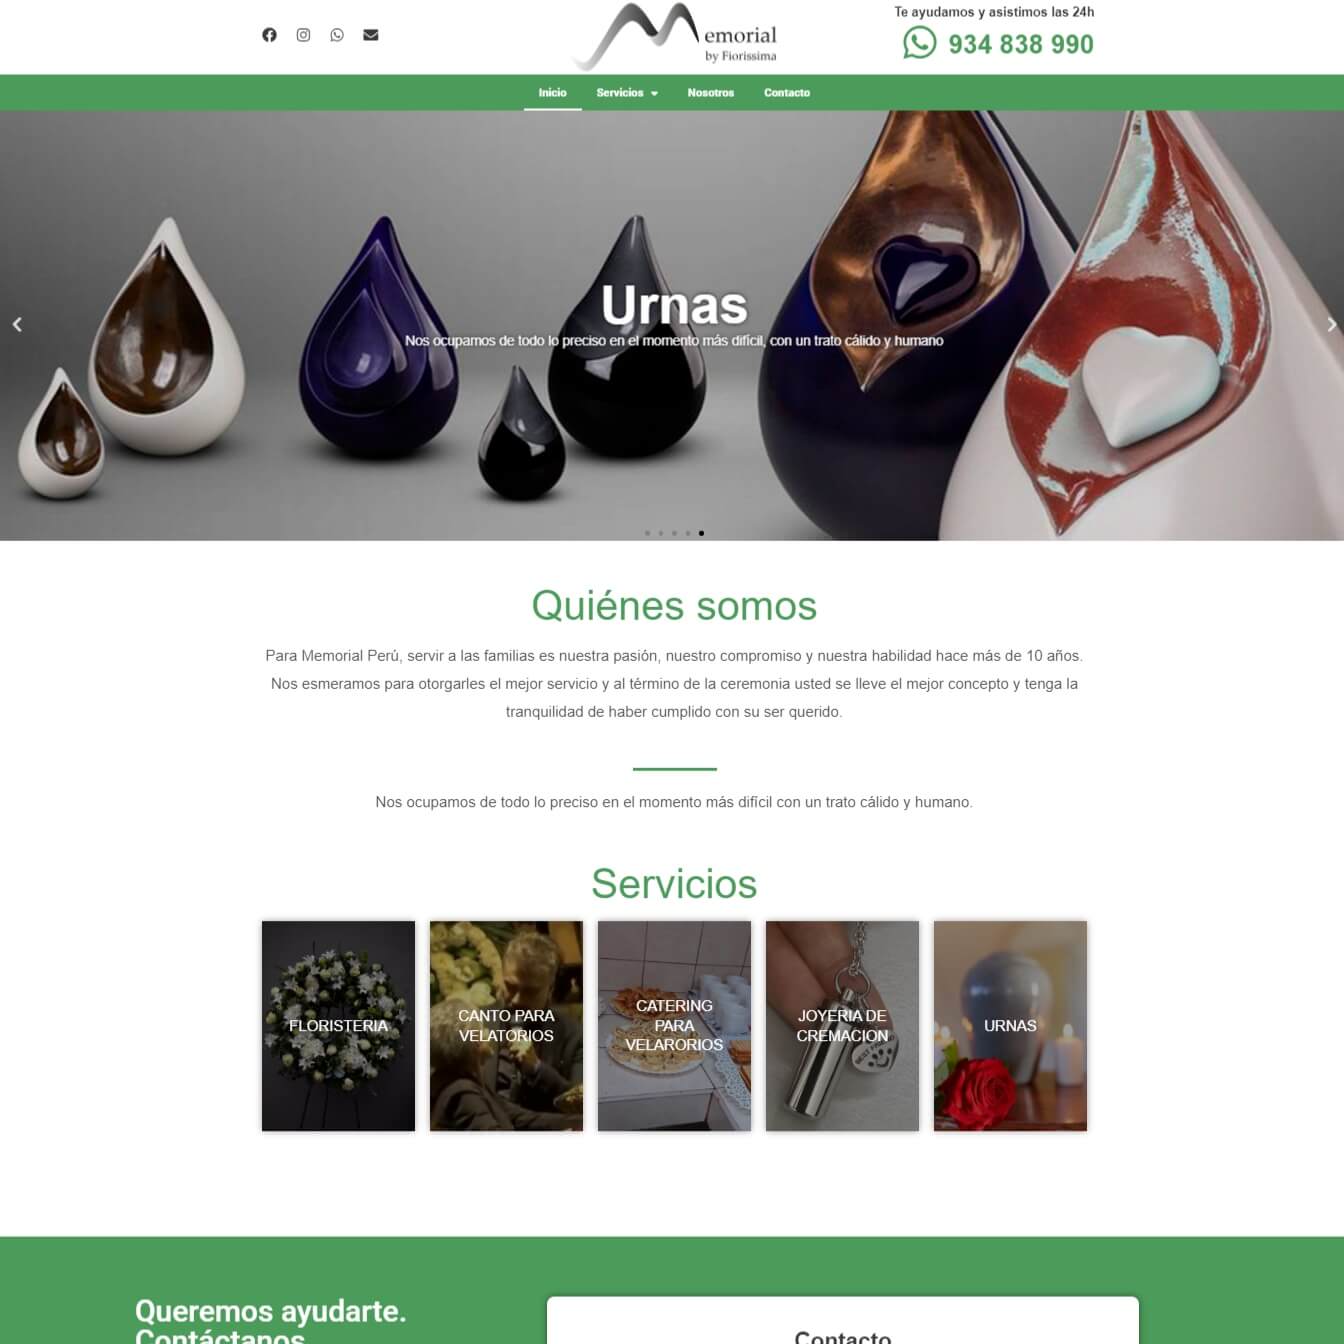 Te ayudamos y asistimos las 24h
Memorial
by Fiorissima
934 838 990
Inicio
Servicios
Nosotros
Contacto
Urnas
Nos ocupamos de todo lo preciso en el momento más difícil, con un trato cálido y humano
Quiénes somos
Para Memorial Perú, servir a las familias es nuestra pasión, nuestro compromiso y nuestra habilidad hace más de 10 años.
Nos esmeramos para otorgarles el mejor servicio y al término de la ceremonia usted se lleve el mejor concepto y tenga la
tranquilidad de haber cumplido con su ser querido.
Nos ocupamos de todo lo preciso en el momento más difícil con un trato cálido y humano.
Servicios
FLORISTERIA
CANTO PARA
VELATORIOS
CATERING
PARA
VELARORIOS
JOYERIA DE
CREMACION
URNAS
Queremos ayudarte.
Contáctanos
Contacto